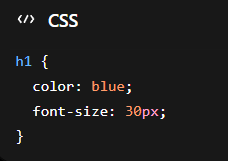 </> CSS
h1 {
  color: blue;
  font-size: 30px;
}